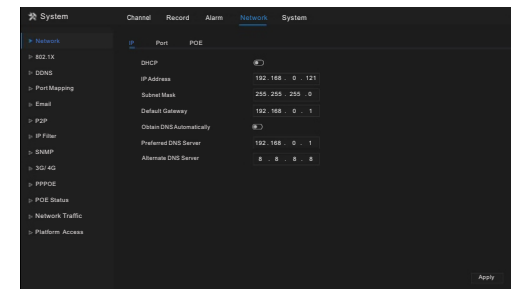 System
Channel Record Alarm Network System
Network
802.1X
DDNS
Port Mapping
Email
P2P
IP Filter
SNMP
3G/ 4G
PPPOE
POE Status
Network Traffic
Platform Access
IP Port POE
DHCP
IP Address 192.168 . 0 . 121
Subnet Mask 255.255 . 255 .0
Default Gateway 192.168 . 0 . 1
Obtain DNS Automatically
Preferred DNS Server 192.168 . 0 . 1
Alternate DNS Server 8 . 8 . 8 . 8
Apply